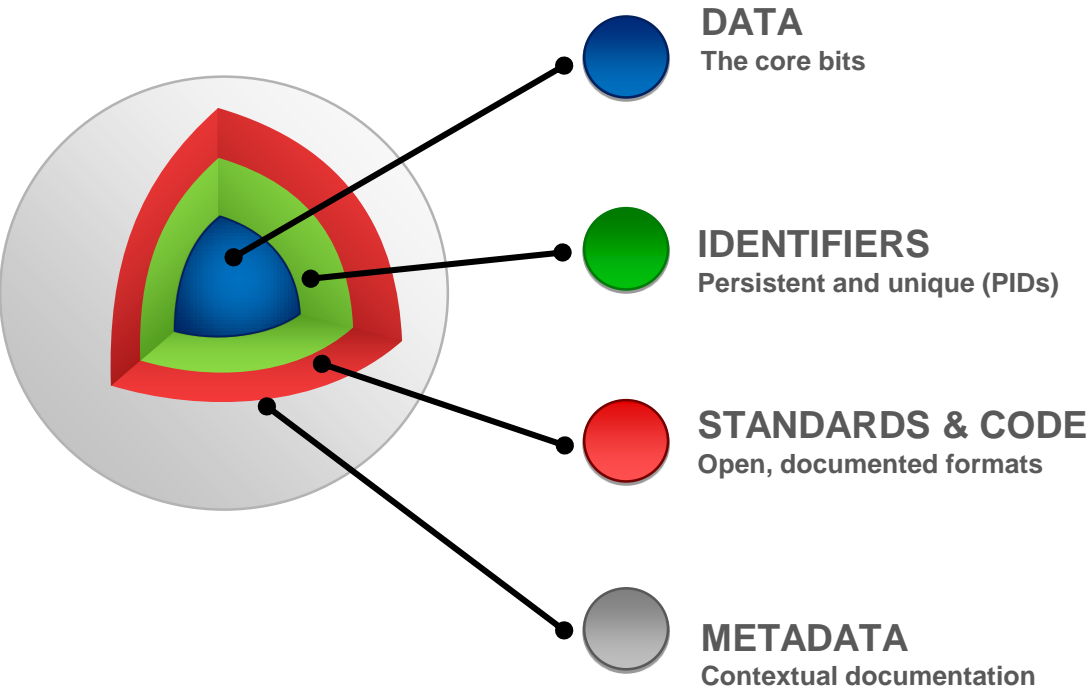 DATA
The core bits
IDENTIFIERS
Persistent and unique (PIDs)
STANDARDS & CODE
Open, documented formats
METADATA
Contextual documentation